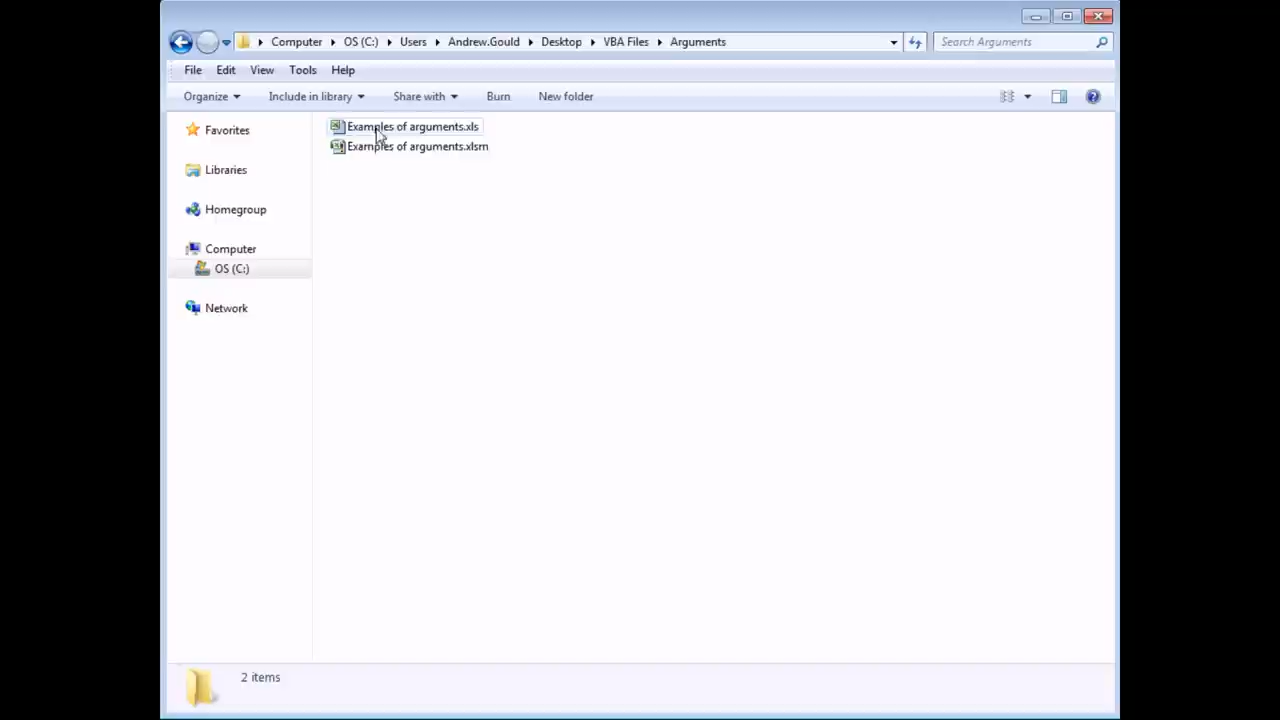 Computer OS (C:) Users Andrew.Gould Desktop VBA Files Arguments Search Arguments
File Edit View Tools Help
Organize Include in library Share with Burn New folder
Favorites
Libraries
Homegroup
Computer
OS (C:)
Network
Examples of arguments.xls
Examples of arguments.xlsm
2 items